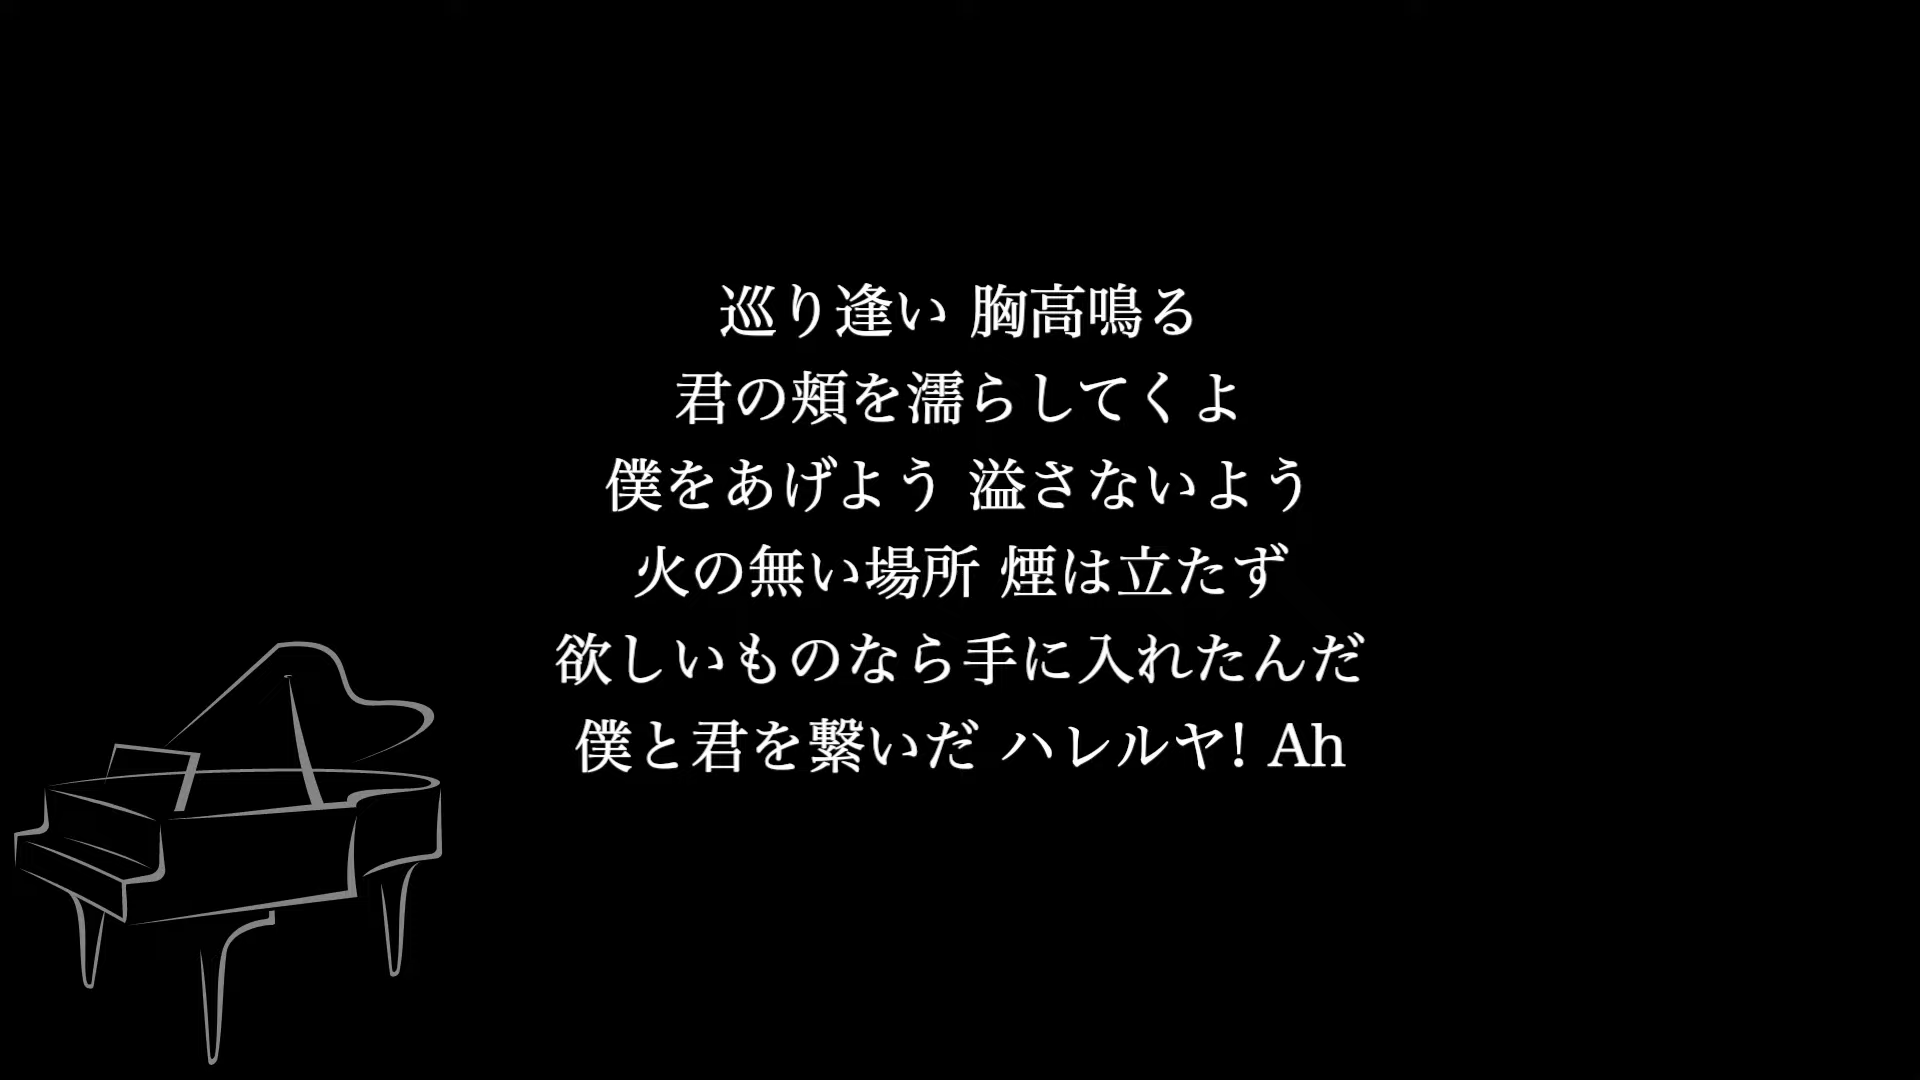 巡り逢い 胸高鳴る
君の頬を濡らしてくよ
僕をあげよう 溢さないよう
火の無い場所 煙は立たず
欲しいものなら手に入れたんだ
僕と君を繋いだ ハレルヤ! Ah